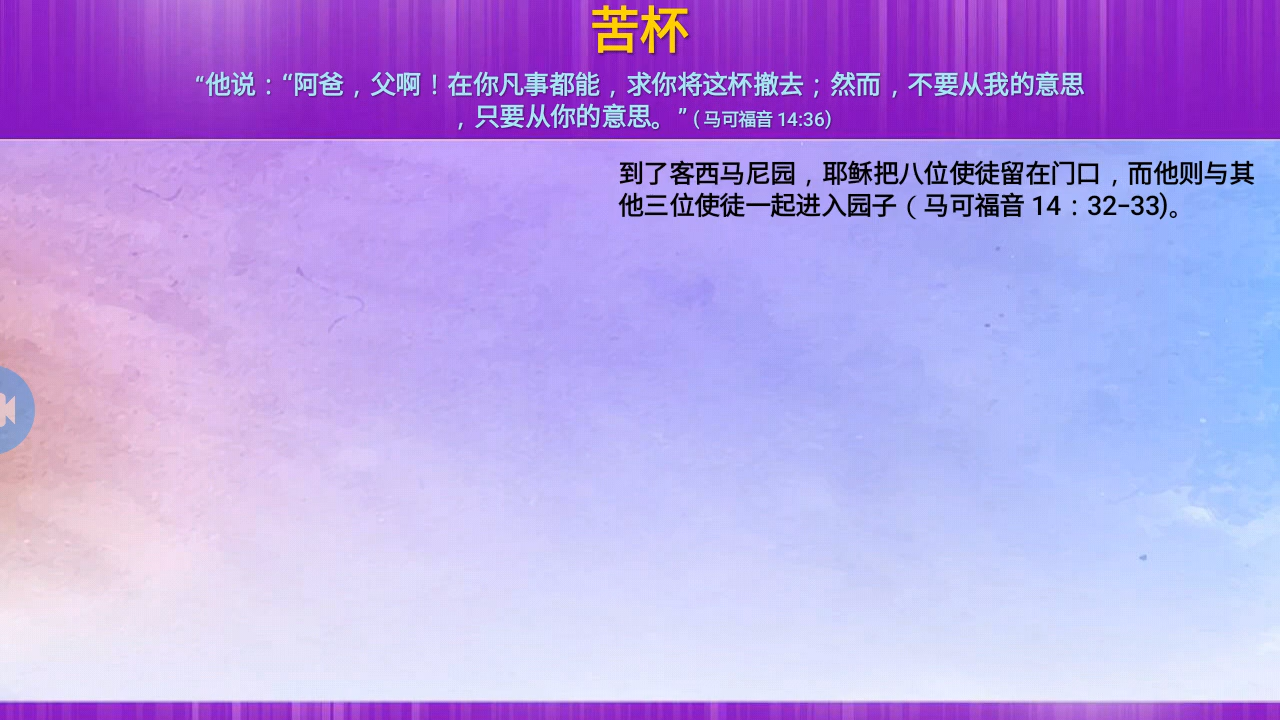 苦杯
“他说：“阿爸，父啊！在你凡事都能，求你将这杯撤去；然而，不要从我的意思
，只要从你的意思。” (马可福音 14:36)
到了客西马尼园，耶稣把八位使徒留在门口，而他则与其
他三位使徒一起进入园子（马可福音 14：32–33)。